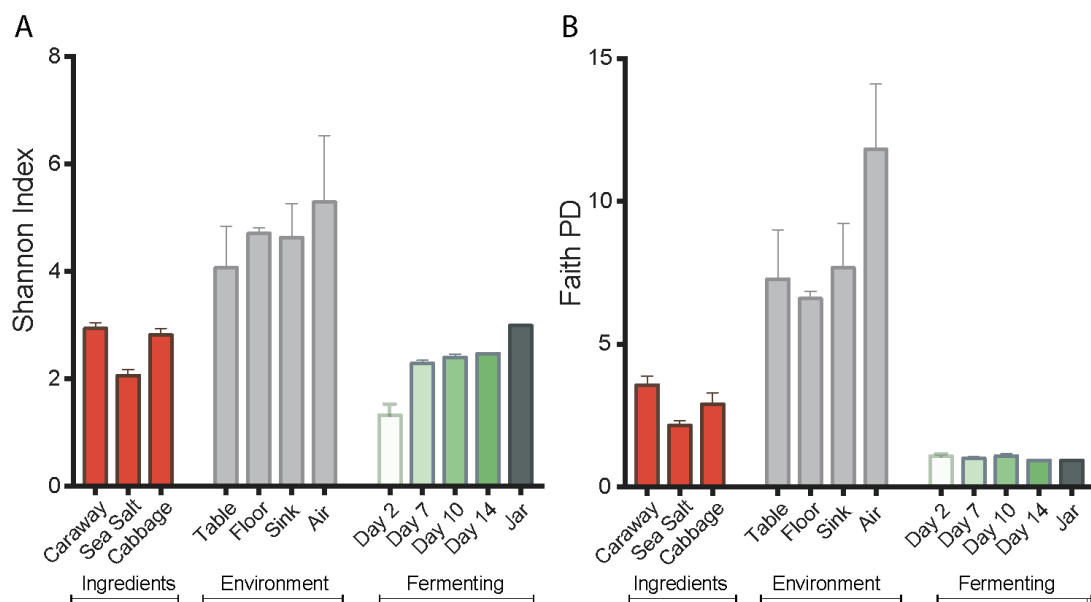 A
Shannon Index
8
6
4
2
0
Caraway
Sea Salt
Cabbage
Table
Floor
Sink
Air
Day 2
Day 7
Day 10
Day 14
Jar
Ingredients
Environment
Fermenting
B
Faith PD
15
10
5
0
Caraway
Sea Salt
Cabbage
Table
Floor
Sink
Air
Day 2
Day 7
Day 10
Day 14
Jar
Ingredients
Environment
Fermenting